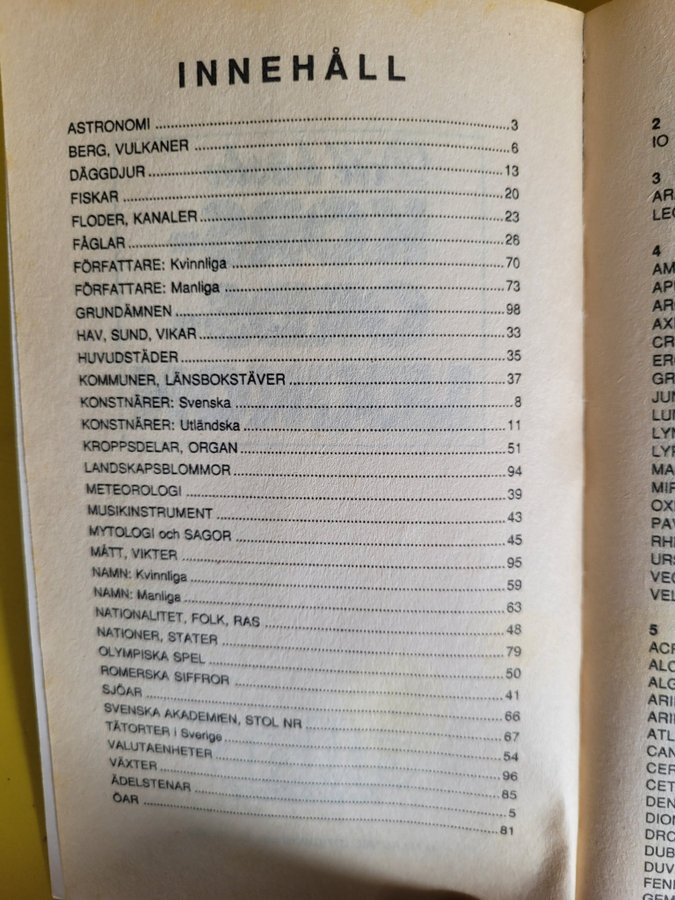 INNEHÅLL
ASTRONOMI 3
BERG, VULKANER 6
DÄGGDJUR 13
FISKAR 20
FLODER, KANALER 23
FÅGLAR 26
FÖRFATTARE: Kvinnliga 70
FÖRFATTARE: Manliga 73
GRUNDÄMNEN 98
HAV, SUND, VIKAR 33
HUVUDSTÄDER 35
KOMMUNER, LÄNSBOKSTÄVER 37
KONSTNÄRER: Svenska 8
KONSTNÄRER: Utländska 11
KROPPSDELAR, ORGAN 51
LANDSKAPSBLOMMOR 94
METEOROLOGI 39
MUSIKINSTRUMENT 43
MYTOLOGI och SAGOR 45
MÅTT, VIKTER 95
NAMN: Kvinnliga 59
NAMN: Manliga 63
NATIONALITET, FOLK, RAS 48
NATIONER, STATER 79
OLYMPISKA SPEL 50
ROMERSKA SIFFROR 41
SJÖAR 66
SVENSKA AKADEMIEN, STOL NR 67
TÄTORTER i Sverige 54
VALUTAENHETER 96
VÄXTER 85
ÄDELSTENAR 5
ÖAR 81
2
IO
3
4
5